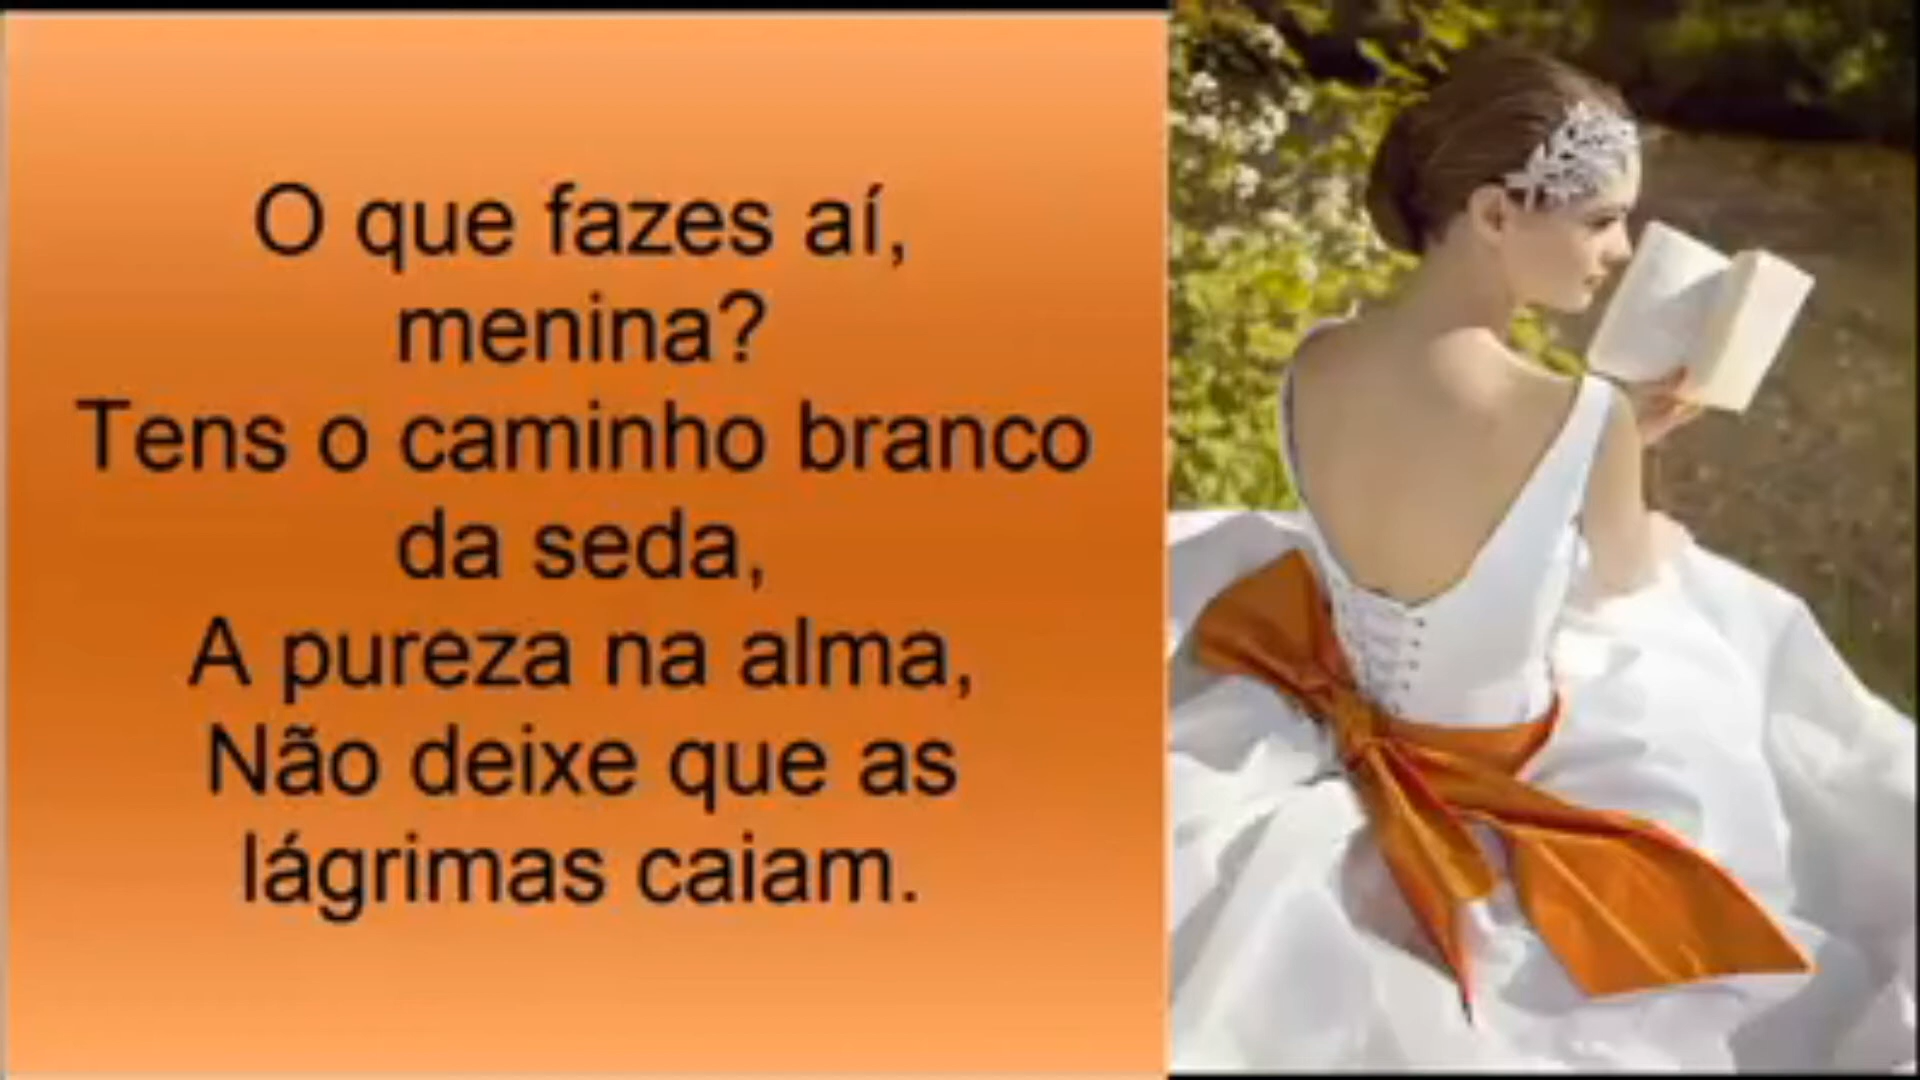 O que fazes aí,
menina?
Tens o caminho branco
da seda,
A pureza na alma,
Não deixe que as
lágrimas caiam.